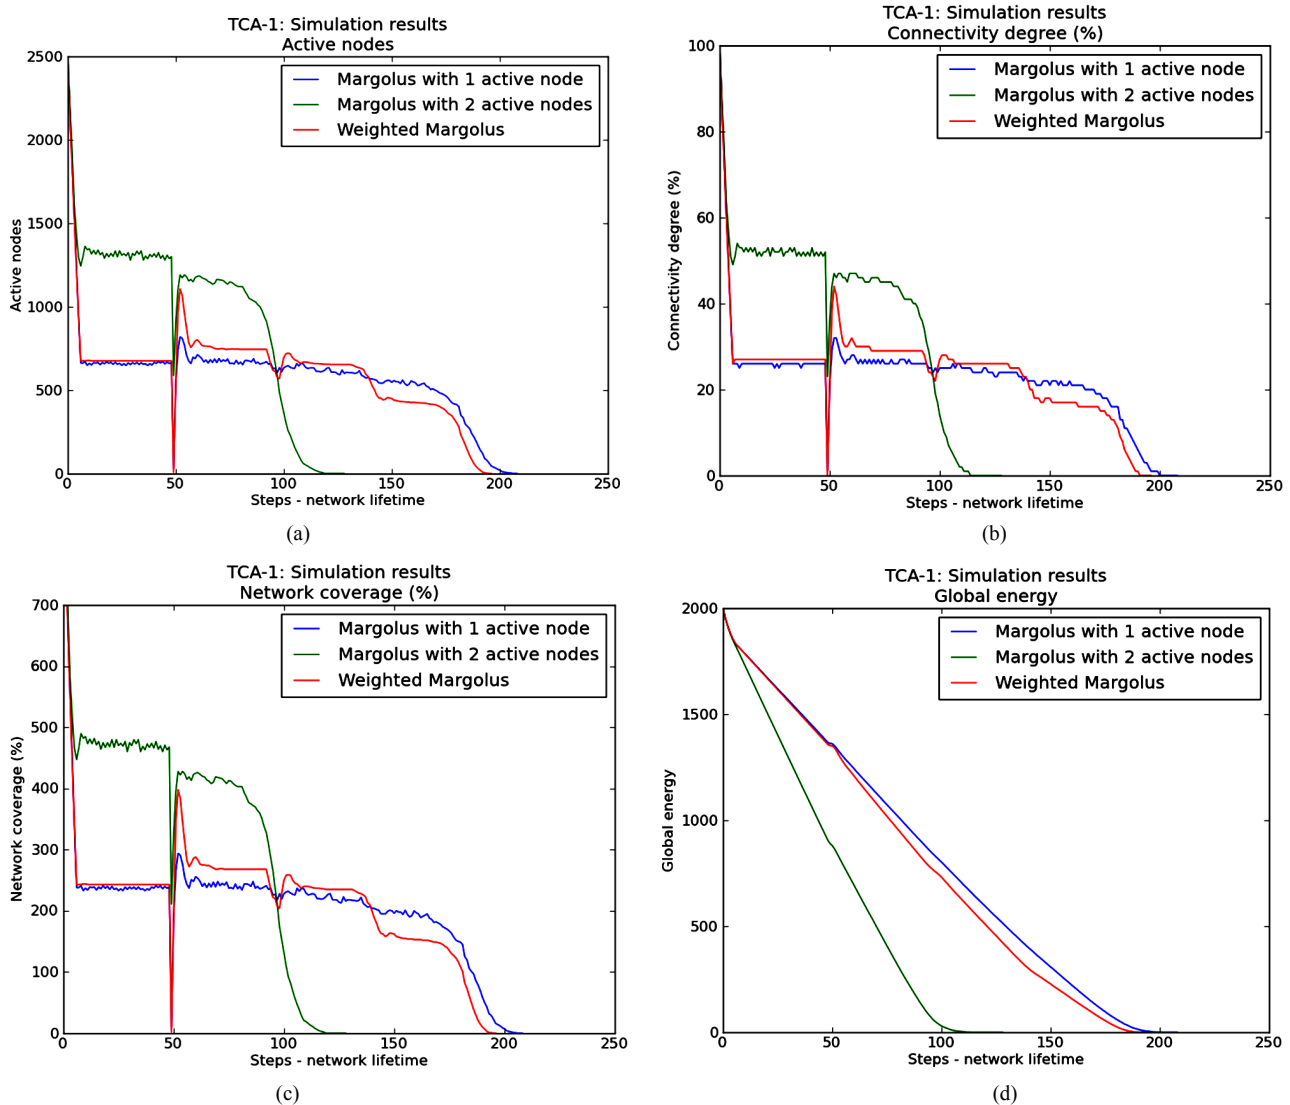 TCA-1: Simulation results
Active nodes
2500
2000
1500
1000
500
0
Active nodes
Margolus with 1 active node
Margolus with 2 active nodes
Weighted Margolus
0 50 100 150 200 250
Steps - network lifetime
(a)
TCA-1: Simulation results
Connectivity degree (%)
100
80
60
40
20
0
Connectivity degree (%)
Margolus with 1 active node
Margolus with 2 active nodes
Weighted Margolus
0 50 100 150 200 250
Steps - network lifetime
(b)
TCA-1: Simulation results
Network coverage (%)
700
600
500
400
300
200
100
0
Network coverage (%)
Margolus with 1 active node
Margolus with 2 active nodes
Weighted Margolus
0 50 100 150 200 250
Steps - network lifetime
(c)
TCA-1: Simulation results
Global energy
2000
1500
1000
500
0
Global energy
Margolus with 1 active node
Margolus with 2 active nodes
Weighted Margolus
0 50 100 150 200 250
Steps - network lifetime
(d)